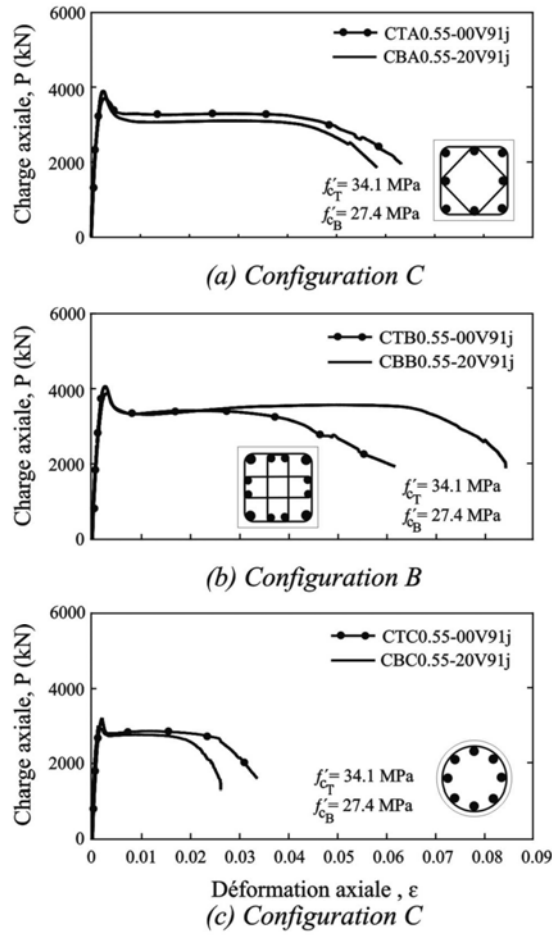 6000
4000
2000
0
Charge axiale, P (kN)
CTA0.55-00V91j
CBA0.55-20V91j
f′cT = 34.1 MPa
f′cB = 27.4 MPa
(a) Configuration C
6000
4000
2000
0
Charge axiale, P (kN)
CTB0.55-00V91j
CBB0.55-20V91j
f′cT = 34.1 MPa
f′cB = 27.4 MPa
(b) Configuration B
6000
4000
2000
0
Charge axiale, P (kN)
CTC0.55-00V91j
CBC0.55-20V91j
f′cT = 34.1 MPa
f′cB = 27.4 MPa
0 0.01 0.02 0.03 0.04 0.05 0.06 0.07 0.08 0.09
Déformation axiale , ε
(c) Configuration C